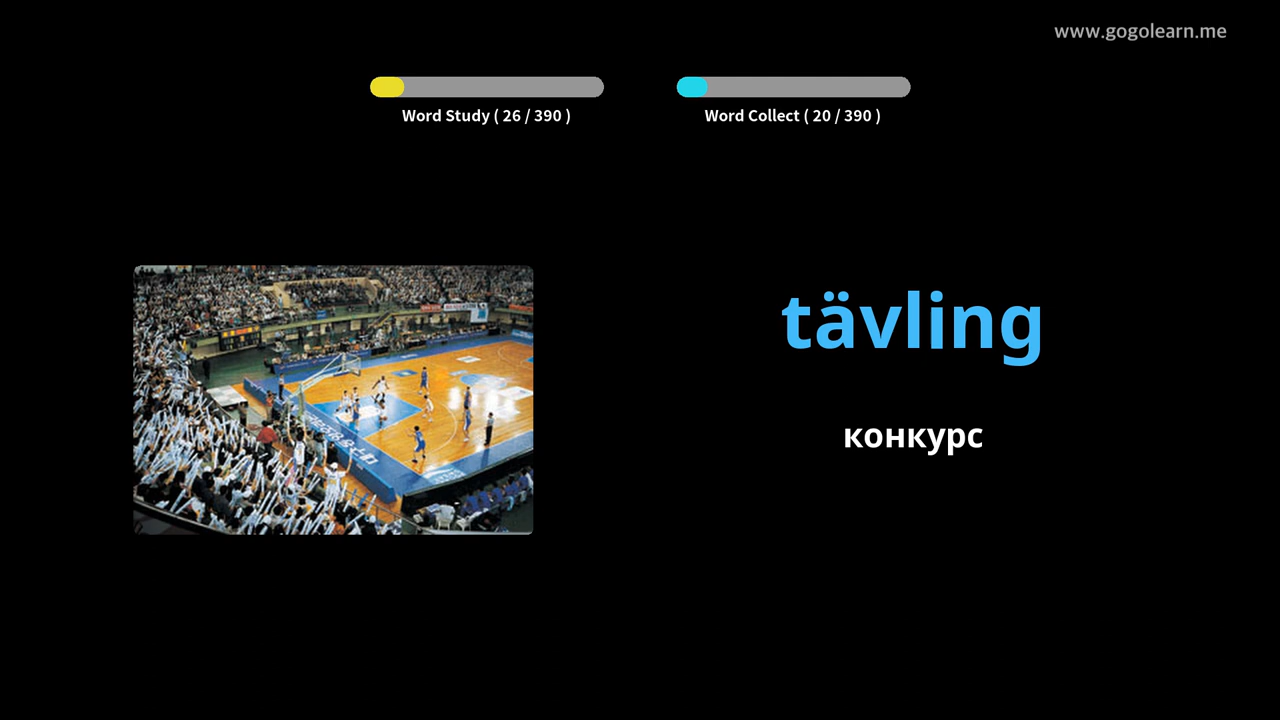 www.gogolearn.me
Word Study ( 26 / 390 )
Word Collect ( 20 / 390 )
tävling
конкурс